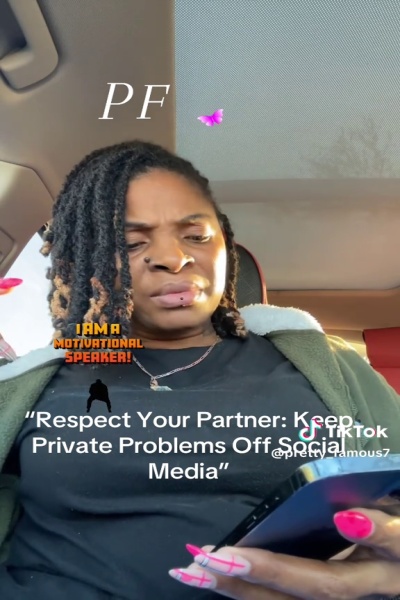 PF
I AM A
MOTIVATIONAL
SPEAKER!
“Respect Your Partner: Keep
Private Problems Off Social
Media”
TikTok
@pretty_famous7